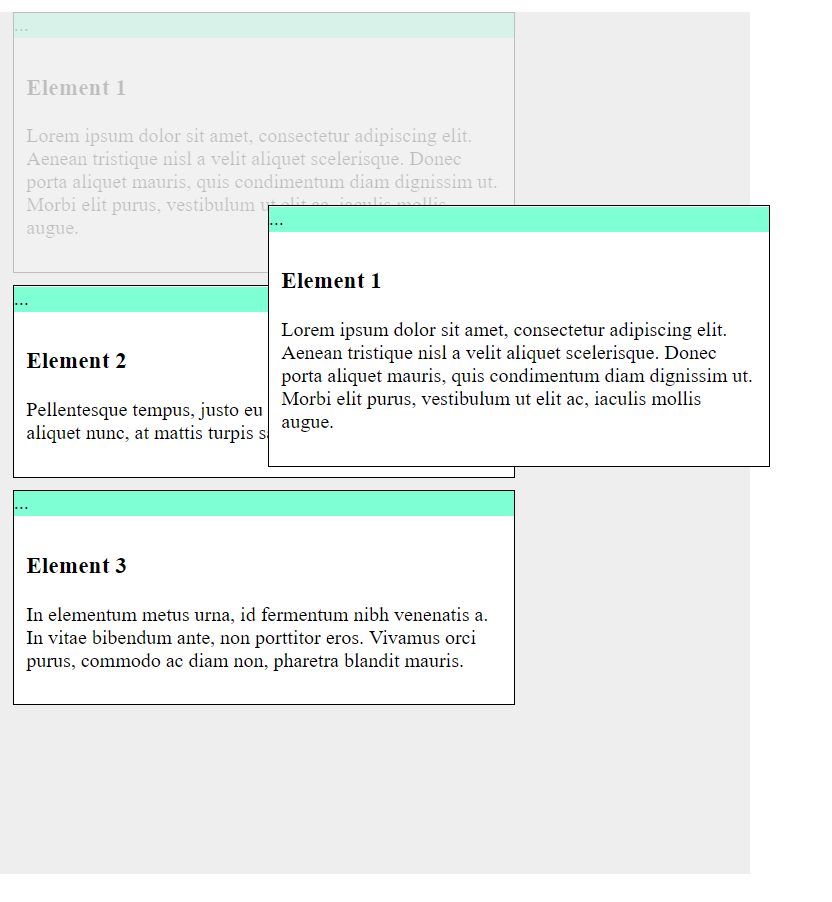 ...
Element 1
Lorem ipsum dolor sit amet, consectetur adipiscing elit.
Aenean tristique nisl a velit aliquet scelerisque. Donec
porta aliquet mauris, quis condimentum diam dignissim ut.
Morbi elit purus, vestibulum ut elit ac, iaculis mollis
augue.
...
Element 1
Lorem ipsum dolor sit amet, consectetur adipiscing elit.
Aenean tristique nisl a velit aliquet scelerisque. Donec
porta aliquet mauris, quis condimentum diam dignissim ut.
Morbi elit purus, vestibulum ut elit ac, iaculis mollis
augue.
...
Element 2
Pellentesque tempus, justo eu
aliquet nunc, at mattis turpis
...
Element 3
In elementum metus urna, id fermentum nibh venenatis a.
In vitae bibendum ante, non porttitor eros. Vivamus orci
purus, commodo ac diam non, pharetra blandit mauris.